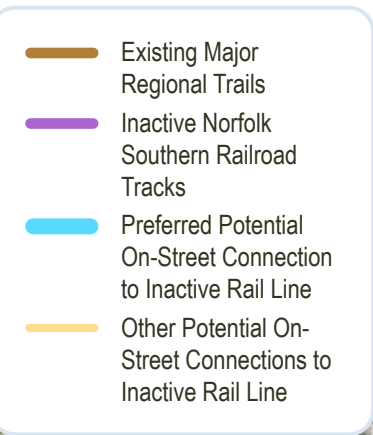 Existing Major
Regional Trails
Inactive Norfolk
Southern Railroad
Tracks
Preferred Potential
On-Street Connection
to Inactive Rail Line
Other Potential On-
Street Connections to
Inactive Rail Line